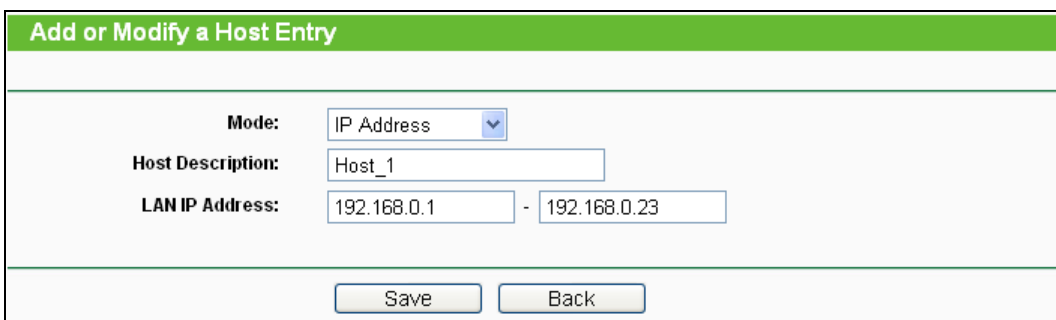 Add or Modify a Host Entry
Mode: IP Address
Host Description: Host_1
LAN IP Address: 192.168.0.1 - 192.168.0.23
Save Back